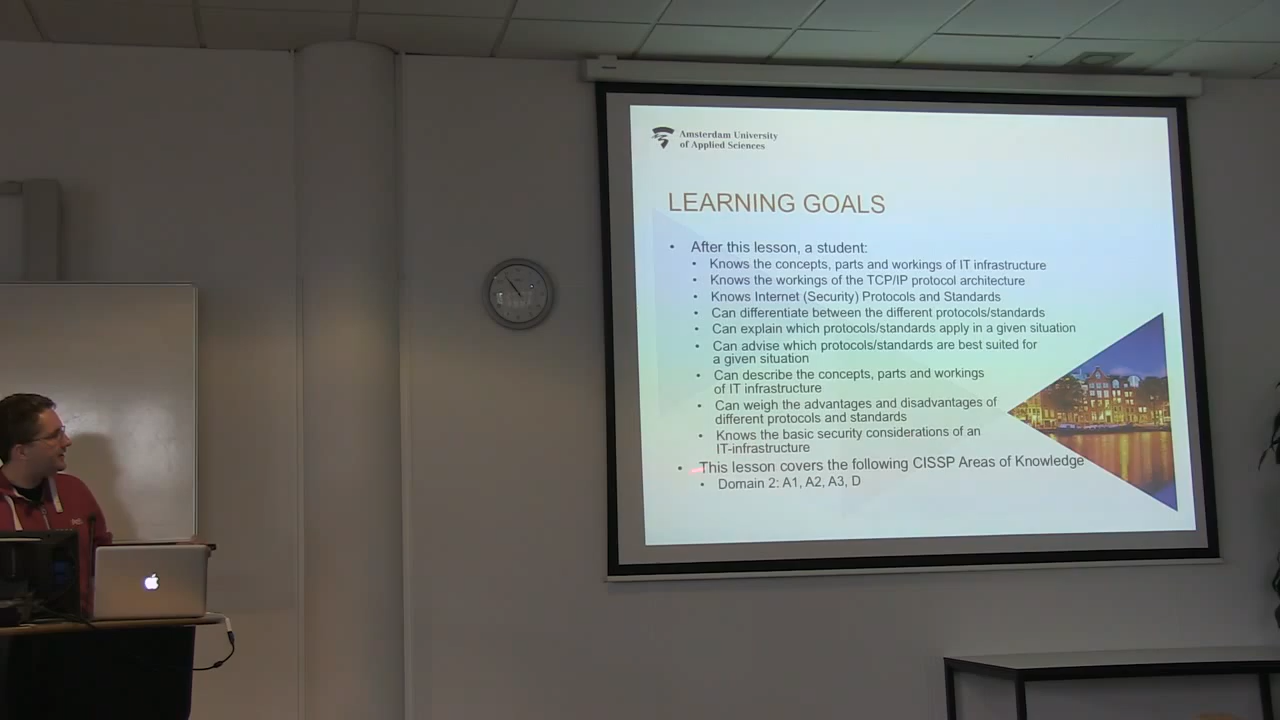 Amsterdam University
of Applied Sciences
LEARNING GOALS
• After this lesson, a student:
• Knows the concepts, parts and workings of IT infrastructure
• Knows the workings of the TCP/IP protocol architecture
• Knows Internet (Security) Protocols and Standards
• Can differentiate between the different protocols/standards
• Can explain which protocols/standards apply in a given situation
• Can advise which protocols/standards are best suited for
a given situation
• Can describe the concepts, parts and workings
of IT infrastructure
• Can weigh the advantages and disadvantages of
different protocols and standards
• Knows the basic security considerations of an
IT-infrastructure
• This lesson covers the following CISSP Areas of Knowledge
• Domain 2: A1, A2, A3, D